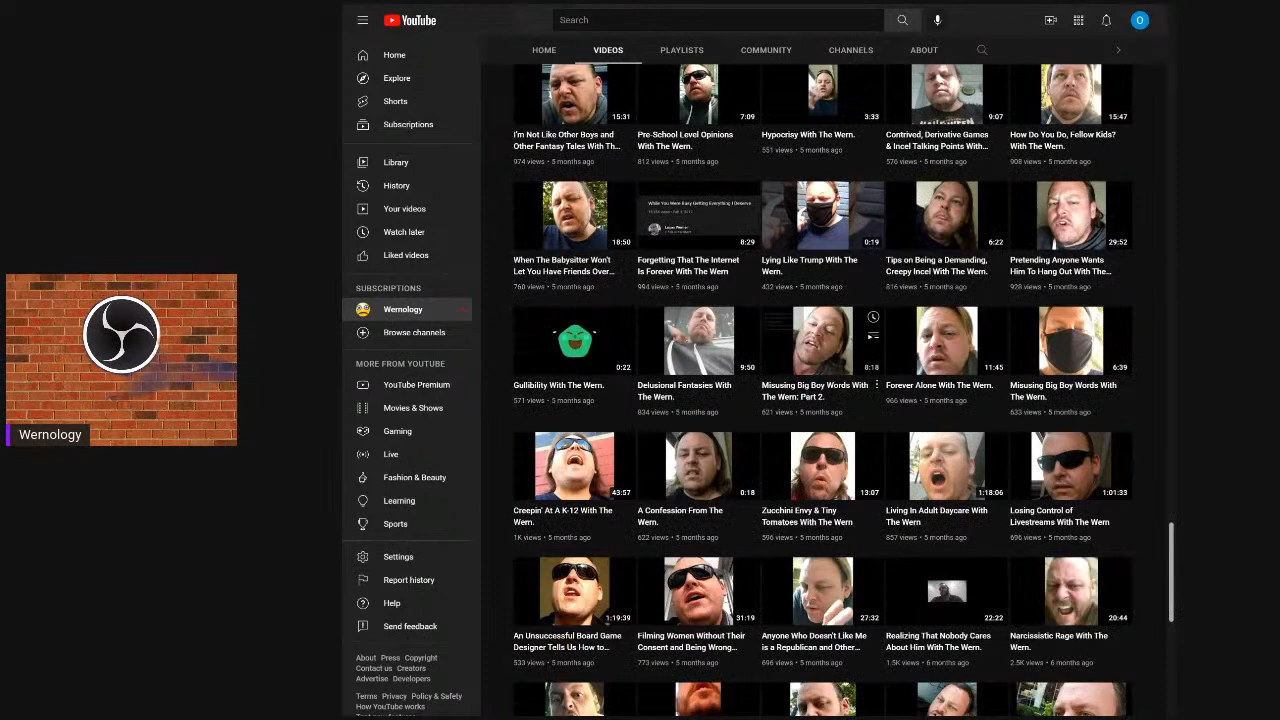 YouTube
Search
O
HOME
VIDEOS
PLAYLISTS
COMMUNITY
CHANNELS
ABOUT
Home
Explore
Shorts
Subscriptions
Library
History
Your videos
Watch later
Liked videos
SUBSCRIPTIONS
Wernology
Browse channels
MORE FROM YOUTUBE
YouTube Premium
Movies & Shows
Gaming
Live
Fashion & Beauty
Learning
Sports
Settings
Report history
Help
Send feedback
About Press Copyright
Contact us Creators
Advertise Developers
Terms Privacy Policy & Safety
How YouTube works
Wernology
15:31
I'm Not Like Other Boys and
Other Fantasy Tales With Th...
974 views • 5 months ago
7:09
Pre-School Level Opinions
With The Wern.
812 views • 5 months ago
3:33
Hypocrisy With The Wern.
551 views • 5 months ago
9:07
Contrived, Derivative Games
& Incel Talking Points With...
576 views • 5 months ago
15:47
How Do You Do, Fellow Kids?
With The Wern.
908 views • 5 months ago
18:50
When The Babysitter Won't
Let You Have Friends Over...
760 views • 5 months ago
While You Were Busy Getting Everything I Deserve
8:29
Forgetting That The Internet
Is Forever With The Wern
994 views • 5 months ago
0:19
Lying Like Trump With The
Wern.
432 views • 5 months ago
6:22
Tips on Being a Demanding,
Creepy Incel With The Wern.
816 views • 5 months ago
29:52
Pretending Anyone Wants
Him To Hang Out With The...
928 views • 5 months ago
0:22
Gullibility With The Wern.
571 views • 5 months ago
9:50
Delusional Fantasies With
The Wern.
834 views • 5 months ago
8:18
Misusing Big Boy Words With
The Wern: Part 2.
621 views • 5 months ago
11:45
Forever Alone With The Wern.
966 views • 5 months ago
6:39
Misusing Big Boy Words With
The Wern.
633 views • 5 months ago
43:57
Creepin' At A K-12 With The
Wern.
1K views • 5 months ago
0:18
A Confession From The
Wern.
622 views • 5 months ago
13:07
Zucchini Envy & Tiny
Tomatoes With The Wern
596 views • 5 months ago
1:18:06
Living In Adult Daycare With
The Wern
857 views • 5 months ago
1:01:33
Losing Control of
Livestreams With The Wern
696 views • 5 months ago
1:19:39
An Unsuccessful Board Game
Designer Tells Us How to...
533 views • 5 months ago
31:19
Filming Women Without Their
Consent and Being Wrong...
773 views • 5 months ago
27:32
Anyone Who Doesn't Like Me
is a Republican and Other...
696 views • 5 months ago
22:22
Realizing That Nobody Cares
About Him With The Wern.
1.5K views • 6 months ago
20:44
Narcissistic Rage With The
Wern.
2.5K views • 6 months ago